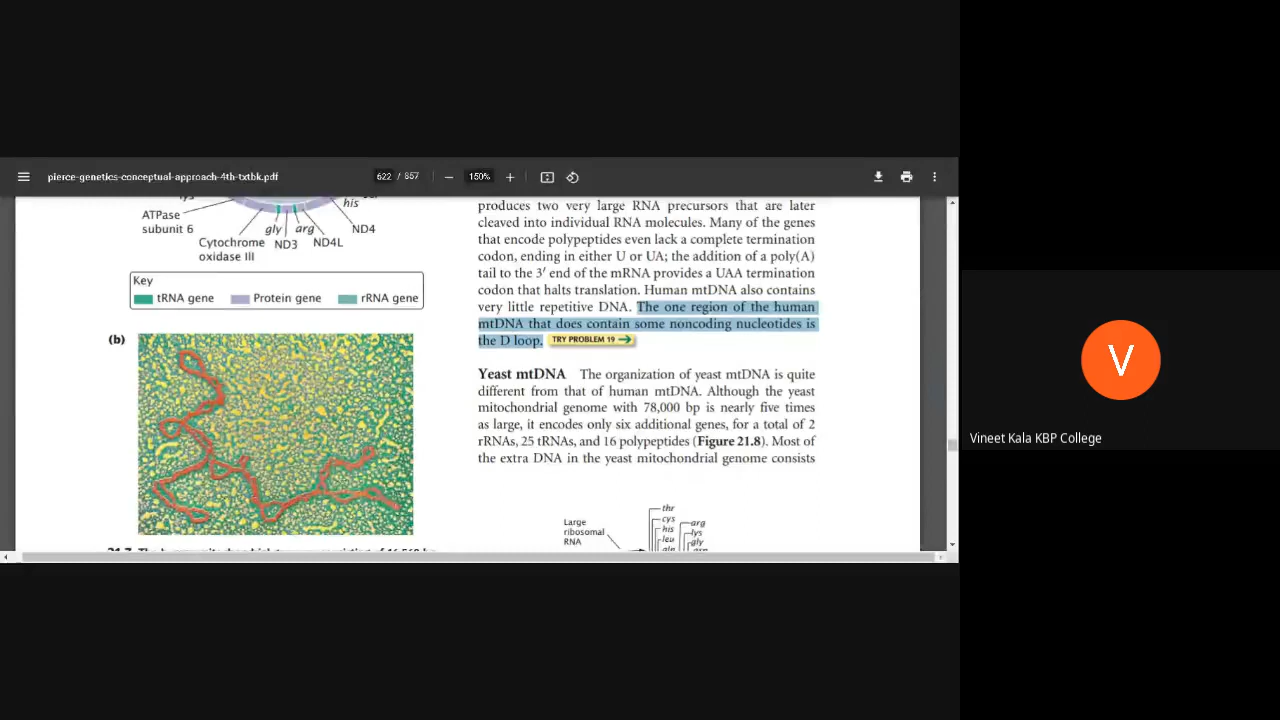 pierce-genetics-conceptual-approach-4th-txtbk.pdf
622 / 857
150%
his
ATPase
subunit 6
gly
arg
ND4
Cytochrome
oxidase III
ND3
ND4L
Key
tRNA gene
Protein gene
rRNA gene
(b)
produces two very large RNA precursors that are later
cleaved into individual RNA molecules. Many of the genes
that encode polypeptides even lack a complete termination
codon, ending in either U or UA; the addition of a poly(A)
tail to the 3′ end of the mRNA provides a UAA termination
codon that halts translation. Human mtDNA also contains
very little repetitive DNA. The one region of the human
mtDNA that does contain some noncoding nucleotides is
the D loop. TRY PROBLEM 19 →
Yeast mtDNA The organization of yeast mtDNA is quite
different from that of human mtDNA. Although the yeast
mitochondrial genome with 78,000 bp is nearly five times
as large, it encodes only six additional genes, for a total of 2
rRNAs, 25 tRNAs, and 16 polypeptides (Figure 21.8). Most of
the extra DNA in the yeast mitochondrial genome consists
Large
ribosomal
RNA
thr
cys
his
leu
arg
lys
gly
V
Vineet Kala KBP College